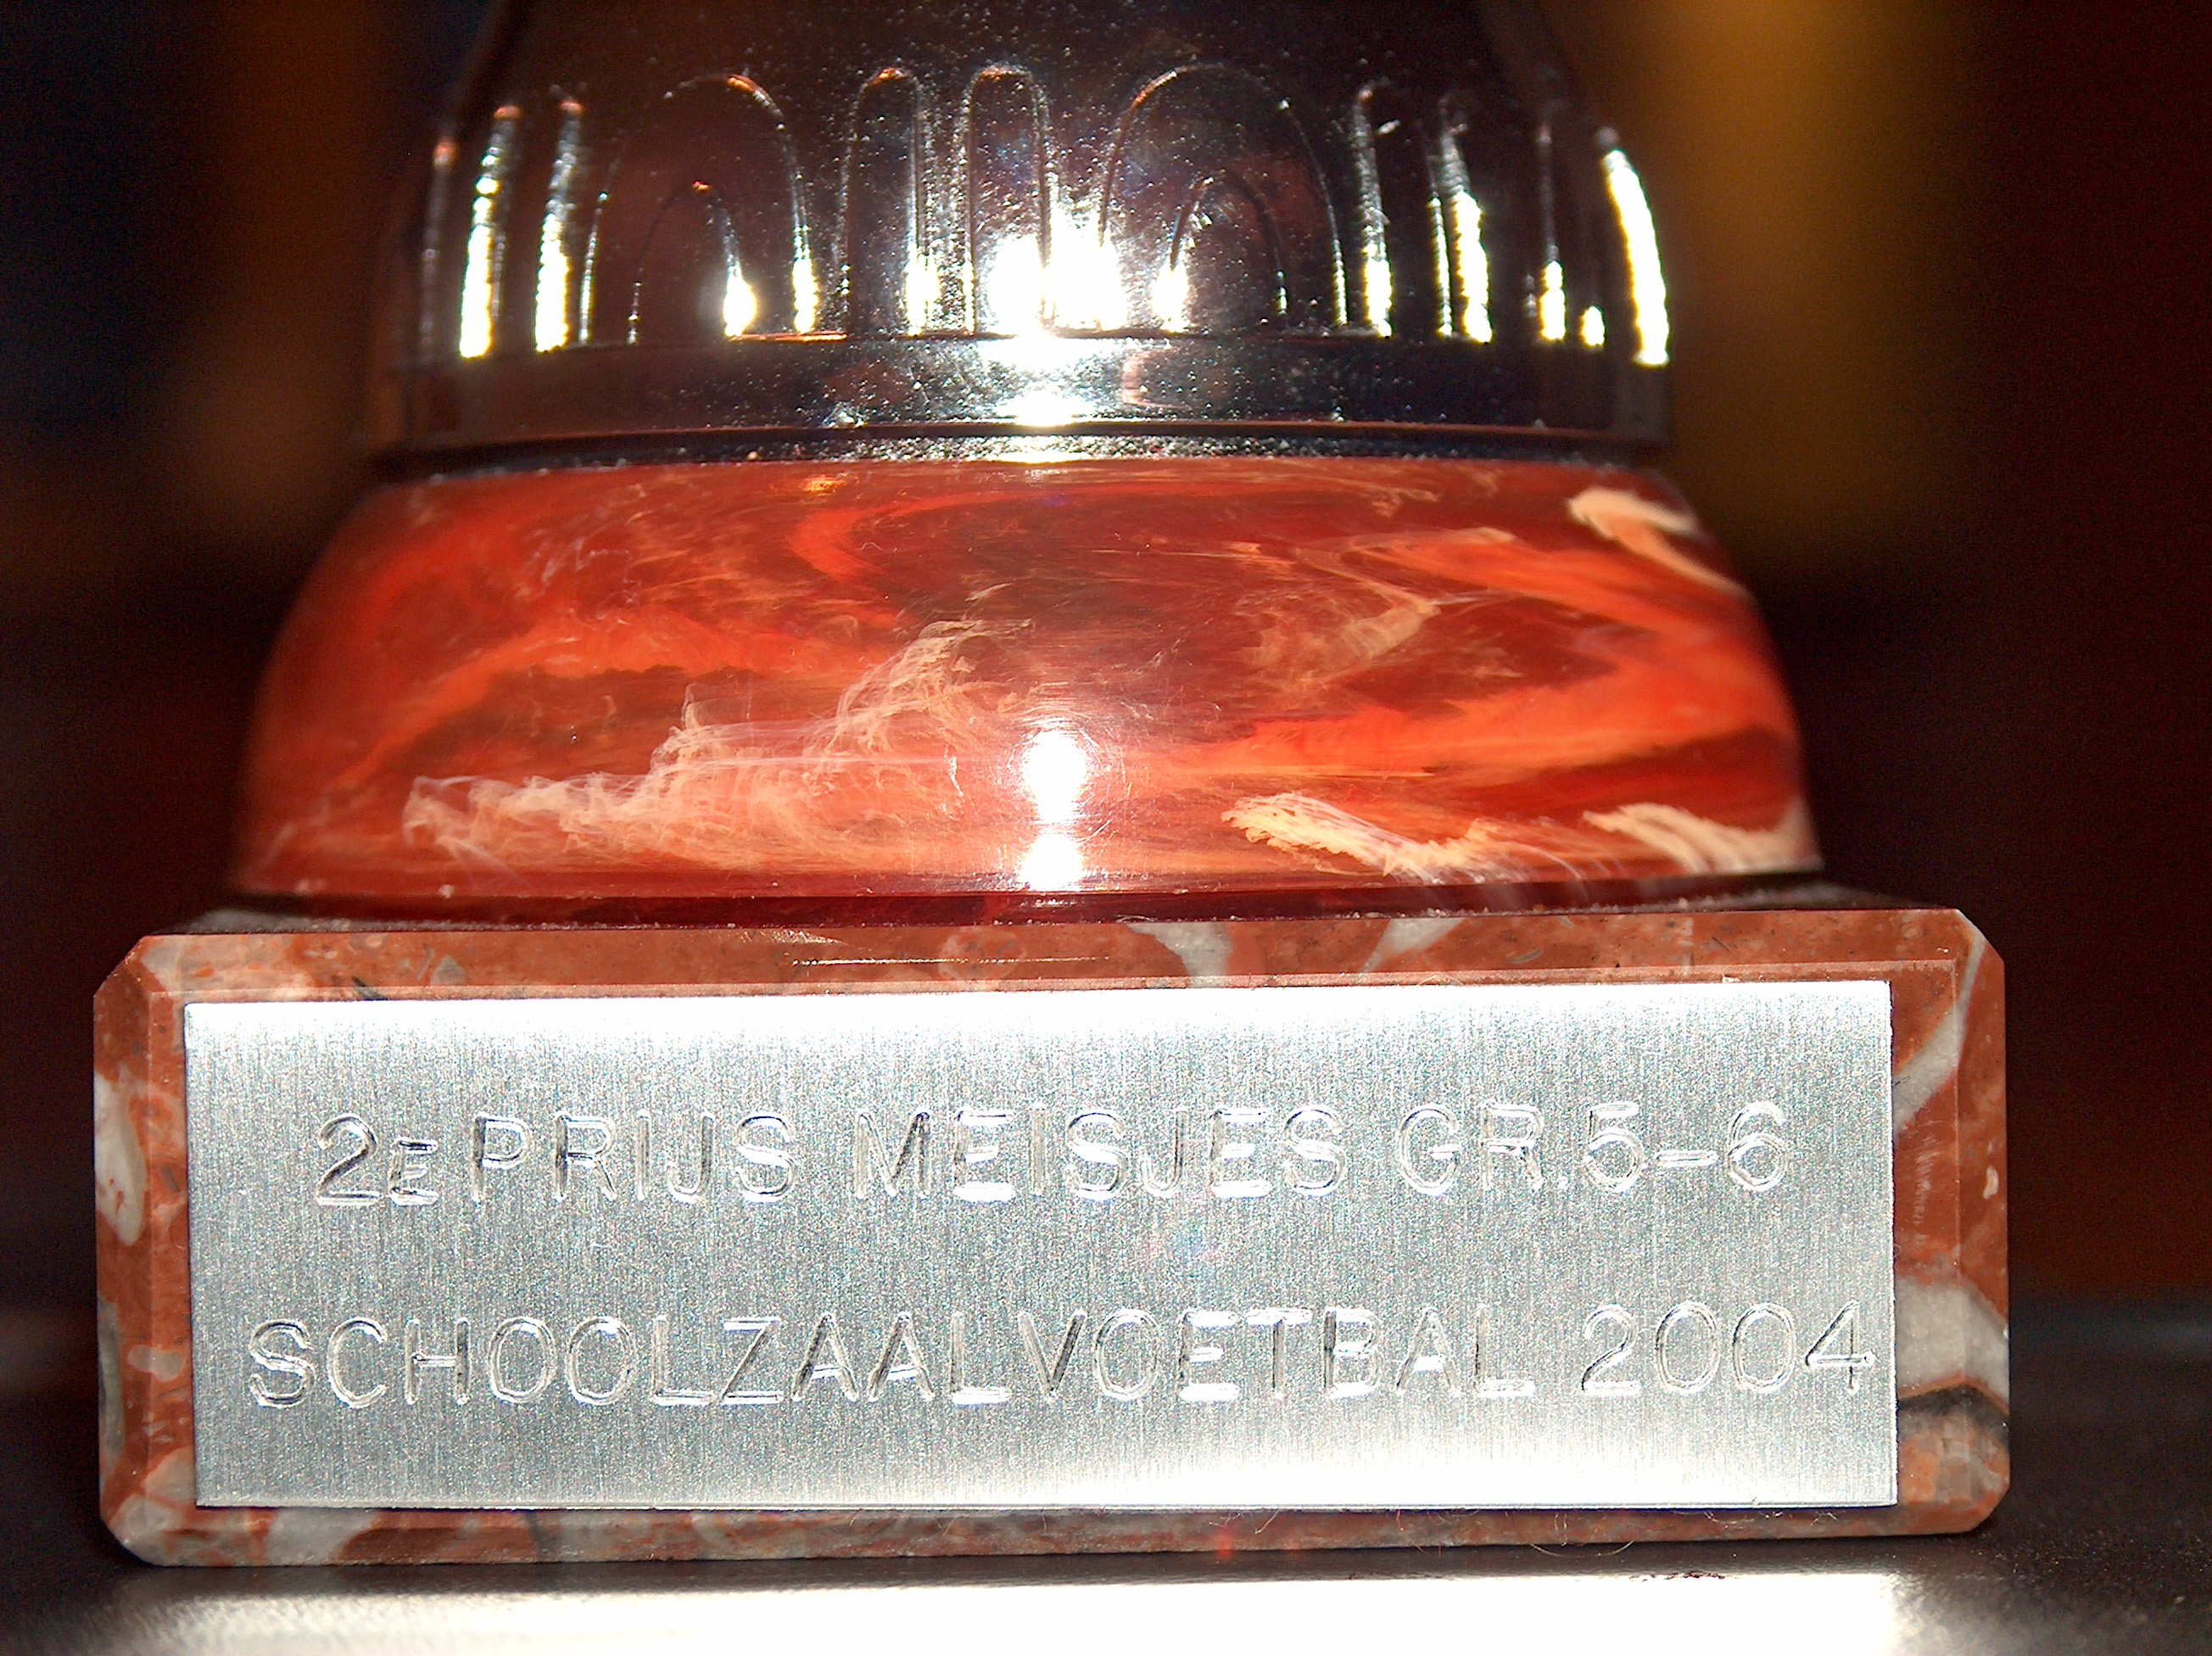 2E PRIJS MEISJES GR.5-6
SCHOOLZAALVOETBAL 2004